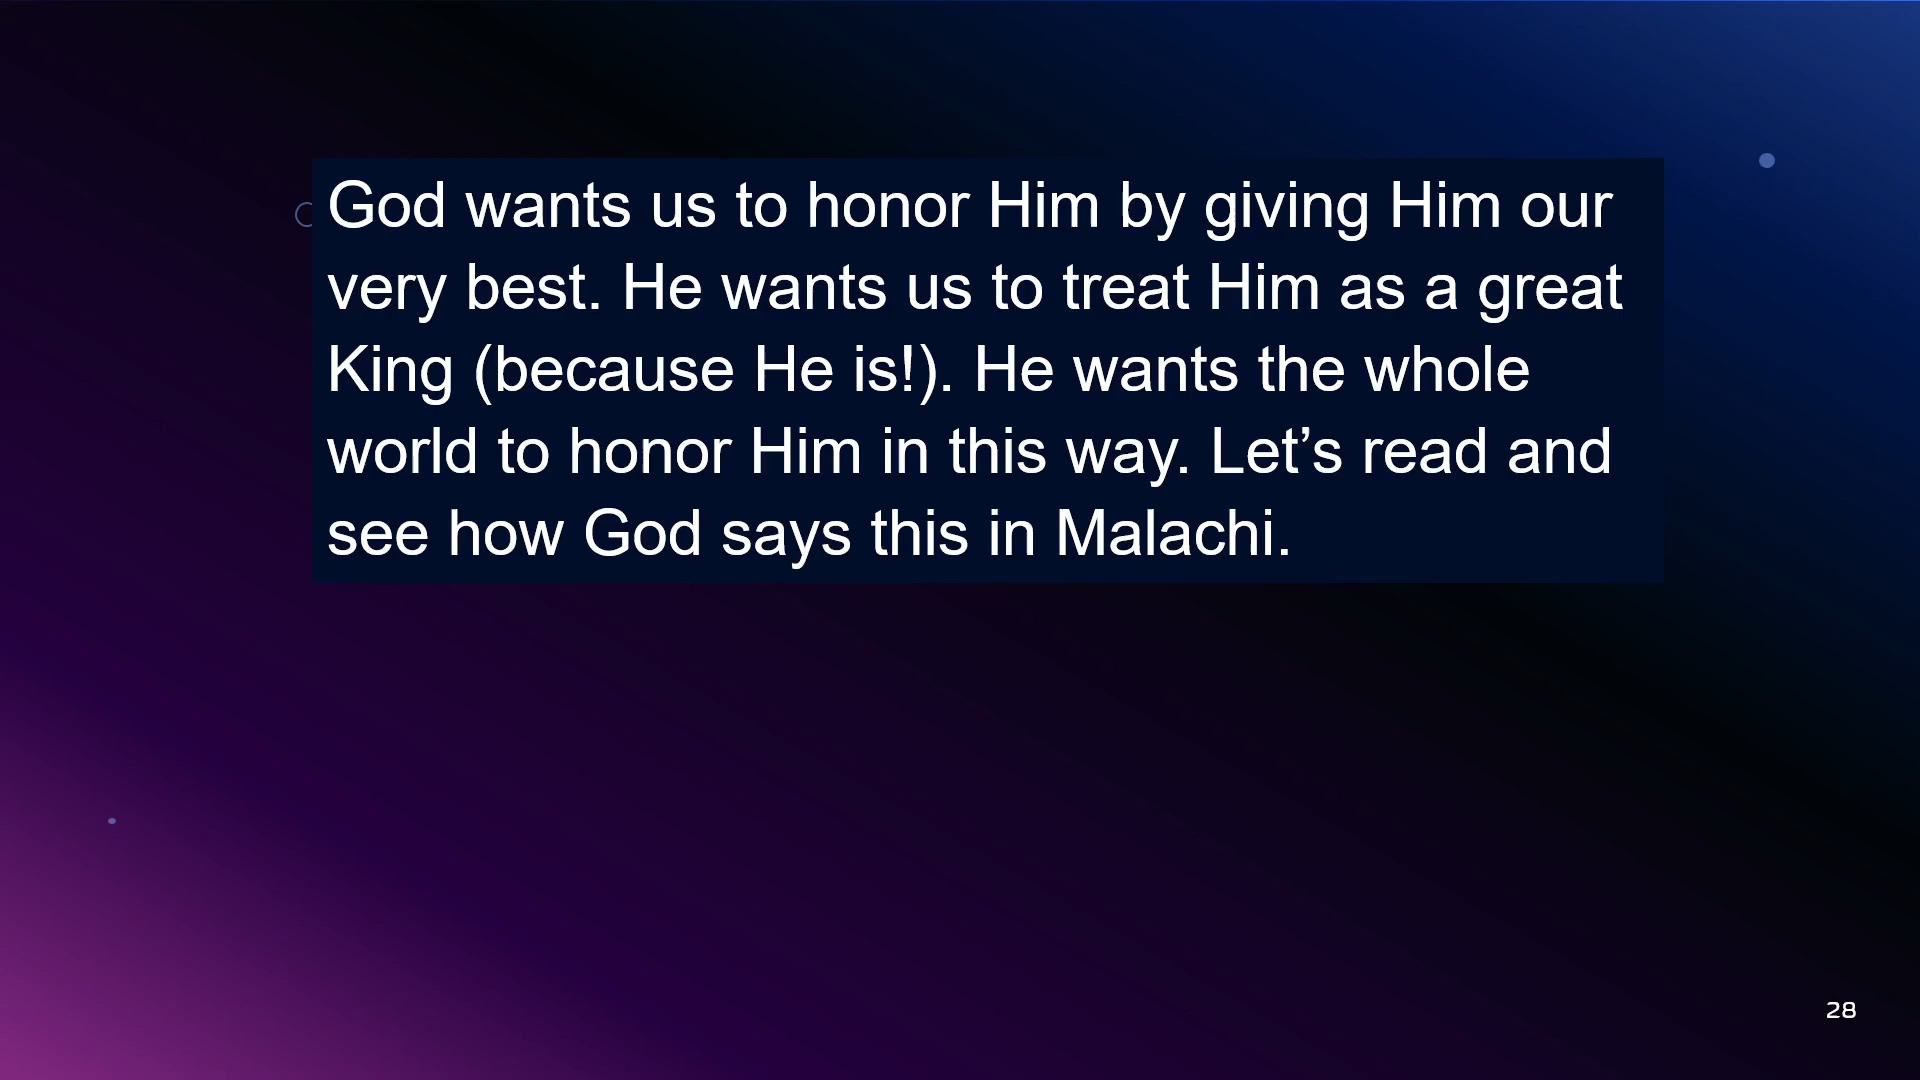 God wants us to honor Him by giving Him our
very best. He wants us to treat Him as a great
King (because He is!). He wants the whole
world to honor Him in this way. Let’s read and
see how God says this in Malachi.
28